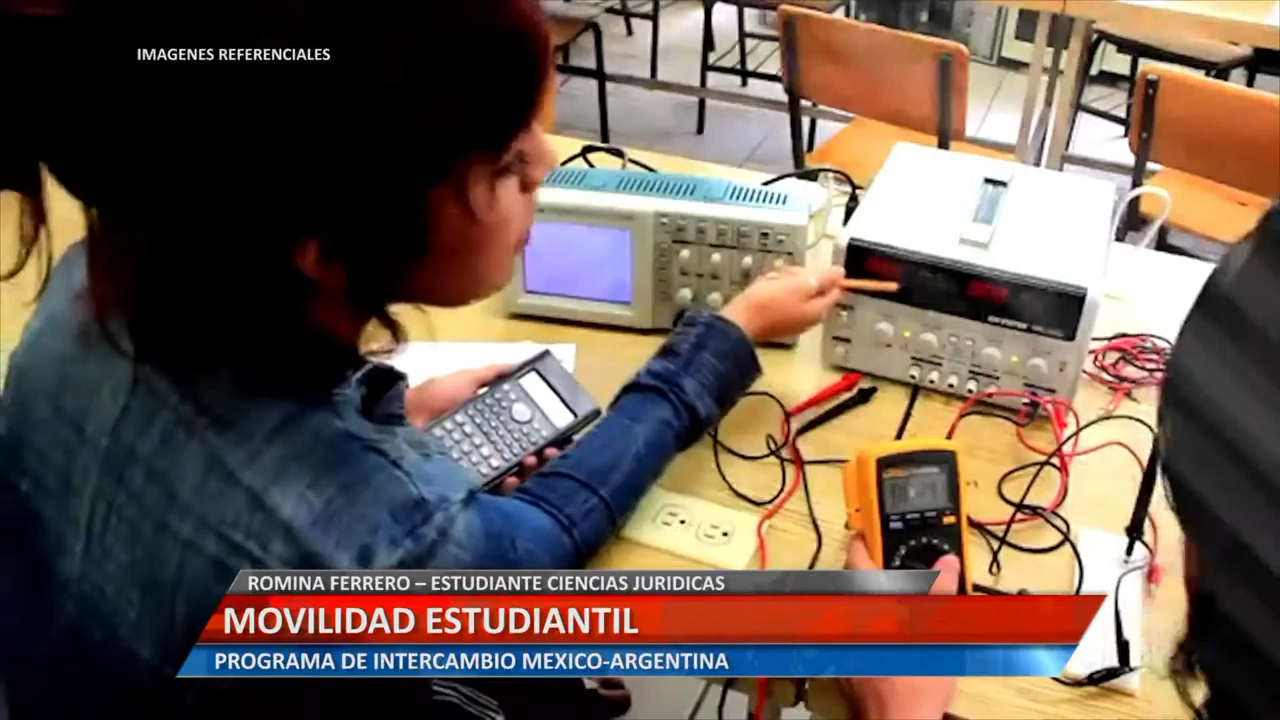 IMAGENES REFERENCIALES
ROMINA FERRERO – ESTUDIANTE CIENCIAS JURIDICAS
MOVILIDAD ESTUDIANTIL
PROGRAMA DE INTERCAMBIO MEXICO-ARGENTINA